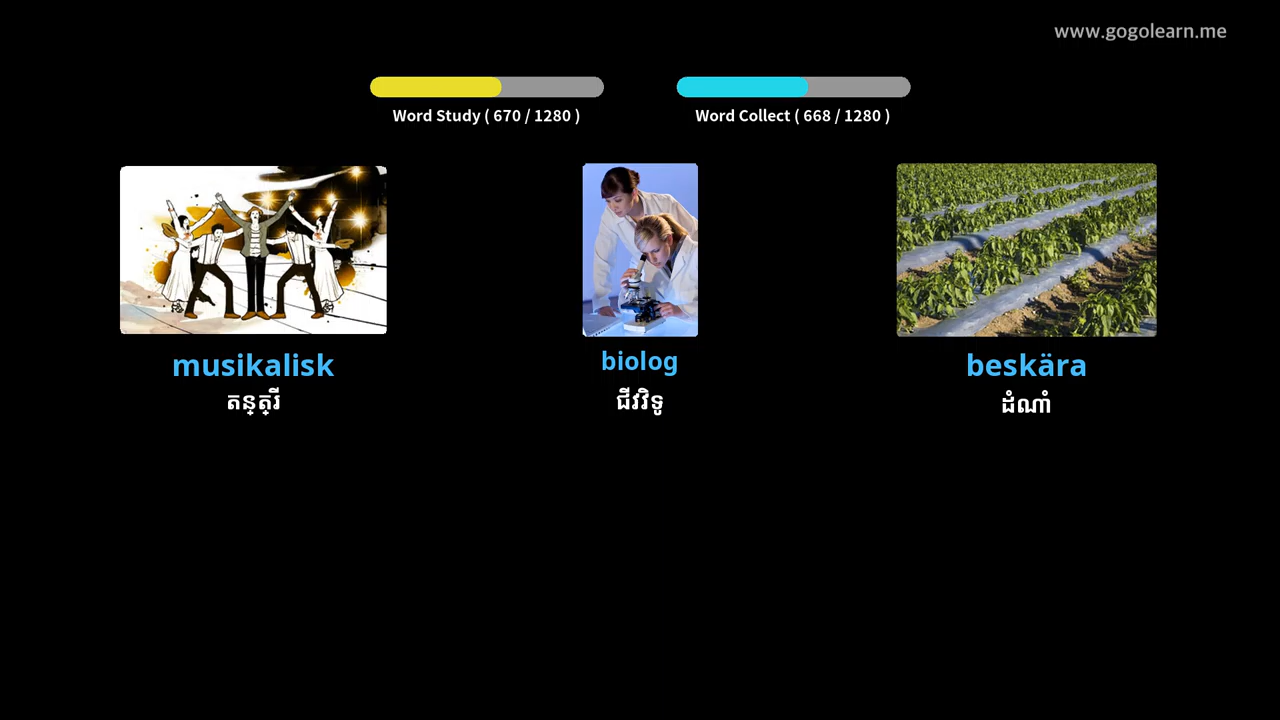 www.gogolearn.me
Word Study ( 670 / 1280 )
Word Collect ( 668 / 1280 )
musikalisk
biolog
beskära
តន្ត្រី
ជីវវិទូ
ដំណាំ